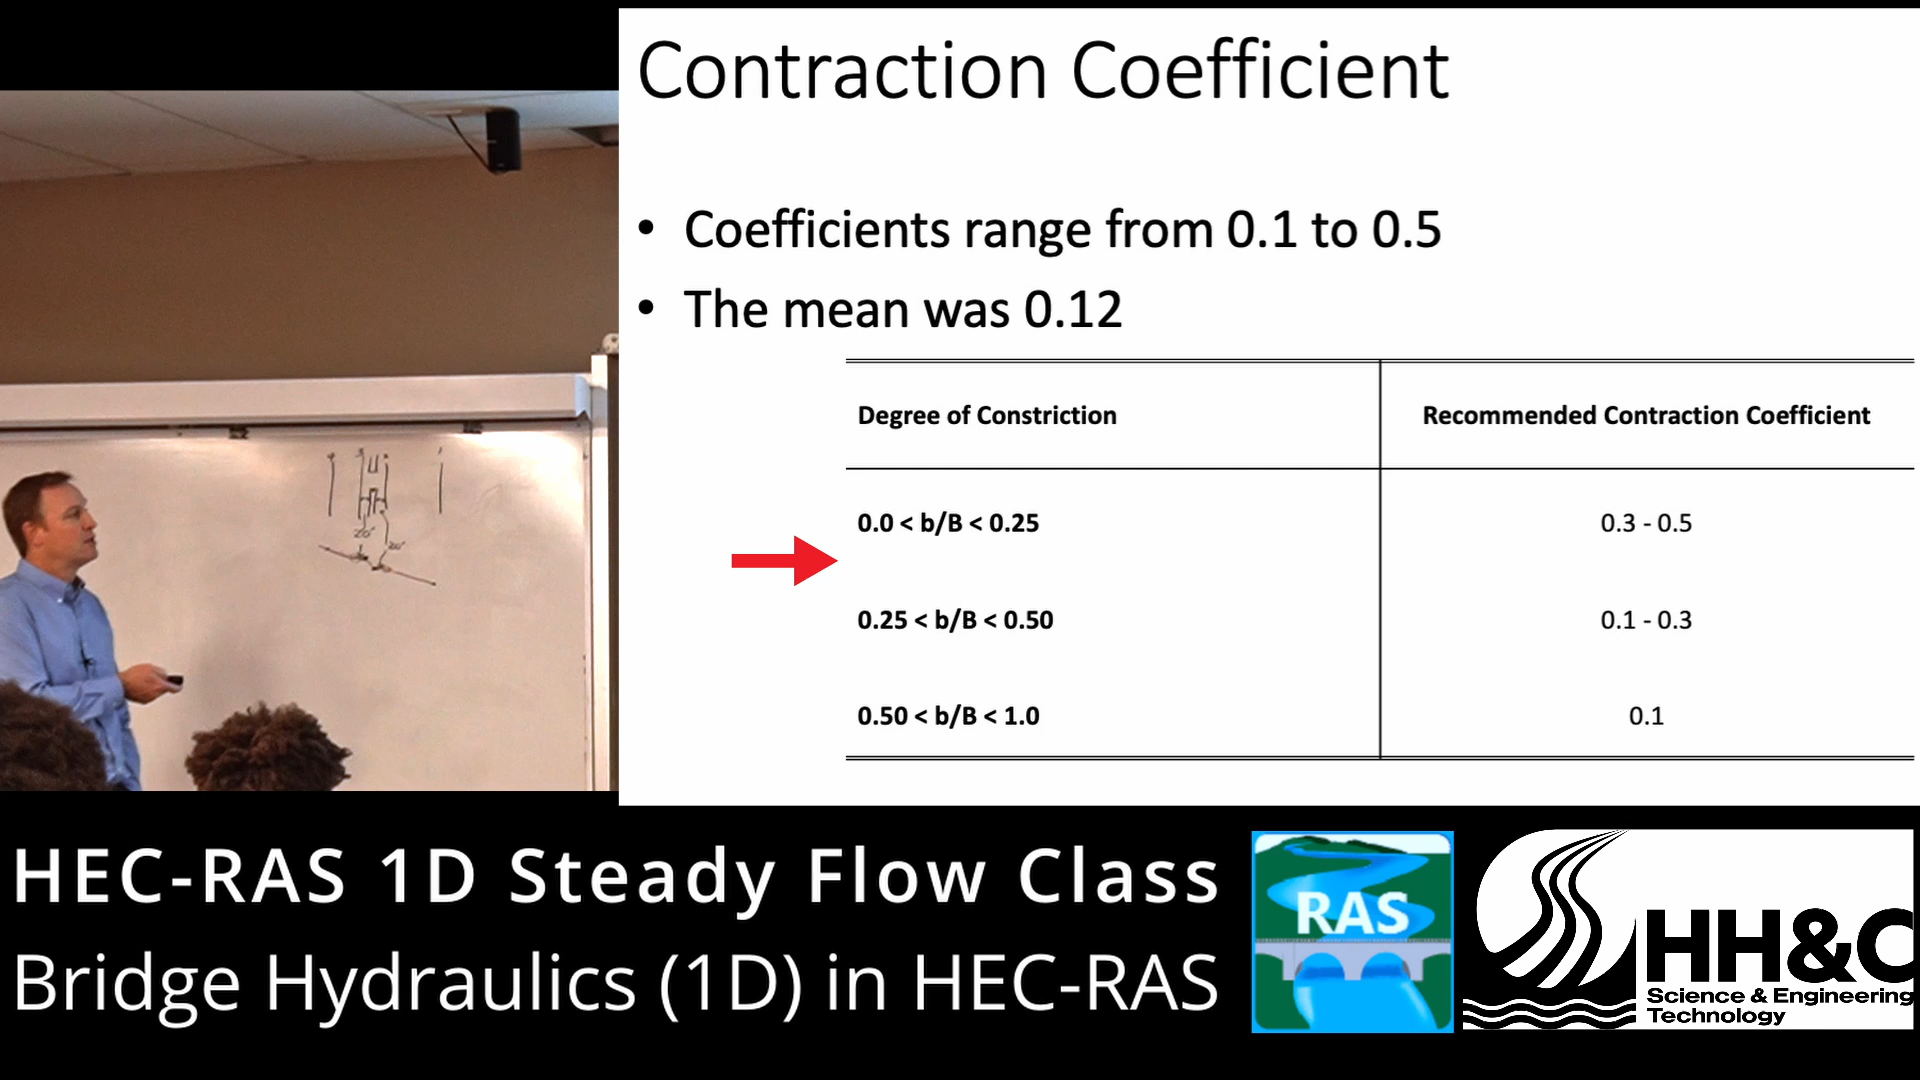 Contraction Coefficient
• Coefficients range from 0.1 to 0.5
• The mean was 0.12
Degree of Constriction Recommended Contraction Coefficient
0.0 < b/B < 0.25 0.3 - 0.5
0.25 < b/B < 0.50 0.1 - 0.3
0.50 < b/B < 1.0 0.1
20'
20'
HEC-RAS 1D Steady Flow Class
Bridge Hydraulics (1D) in HEC-RAS
RAS
HH&C
Science & Engineering
Technology